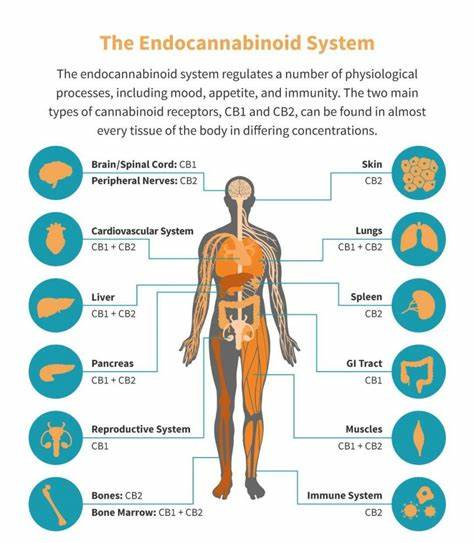 The Endocannabinoid System
The endocannabinoid system regulates a number of physiological
processes, including mood, appetite, and immunity. The two main
types of cannabinoid receptors, CB1 and CB2, can be found in almost
every tissue of the body in differing concentrations.
Brain/Spinal Cord: CB1
Peripheral Nerves: CB2
Skin
CB2
Cardiovascular System
CB1 + CB2
Lungs
CB1 + CB2
Liver
CB1 + CB2
Spleen
CB2
Pancreas
CB1 + CB2
GI Tract
CB1
Reproductive System
CB1
Muscles
CB1 + CB2
Bones: CB2
Bone Marrow: CB1 + CB2
Immune System
CB2